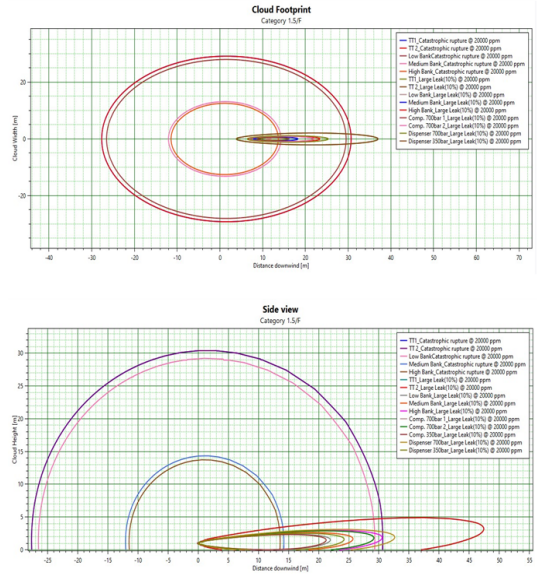 Cloud Footprint
Category 1.5/F
TT1_Catastrophic rupture @ 20000 ppm
TT 2_Catastrophic rupture @ 20000 ppm
Low BankCatastrophic rupture @ 20000 ppm
Medium Bank_Catastrophic rupture @ 20000 ppm
High Bank_Catastrophic rupture @ 20000 ppm
TT1_Large Leak(10%) @ 20000 ppm
TT 2_Large Leak(10%) @ 20000 ppm
Low Bank_Large Leak(10%) @ 20000 ppm
Medium Bank_Large Leak(10%) @ 20000 ppm
High Bank_Large Leak(10%) @ 20000 ppm
Comp. 700bar 1_Large Leak(10%) @ 20000 ppm
Comp. 700bar 2_Large Leak(10%) @ 20000 ppm
Dispenser 700bar_Large Leak(10%) @ 20000 ppm
Dispenser 350bar_Large Leak(10%) @ 20000 ppm
Cloud Width [m]
20
0
-20
-40 -30 -20 -10 0 10 20 30 40 50 60 70
Distance downwind [m]
Side view
Category 1.5/F
TT1_Catastrophic rupture @ 20000 ppm
TT 2_Catastrophic rupture @ 20000 ppm
Low BankCatastrophic rupture @ 20000 ppm
Medium Bank_Catastrophic rupture @ 20000 ppm
High Bank_Catastrophic rupture @ 20000 ppm
TT1_Large Leak(10%) @ 20000 ppm
TT 2_Large Leak(10%) @ 20000 ppm
Low Bank_Large Leak(10%) @ 20000 ppm
Medium Bank_Large Leak(10%) @ 20000 ppm
High Bank_Large Leak(10%) @ 20000 ppm
Comp. 700bar 1_Large Leak(10%) @ 20000 ppm
Comp. 700bar 2_Large Leak(10%) @ 20000 ppm
Comp. 350bar_Large Leak(10%) @ 20000 ppm
Dispenser 700bar_Large Leak(10%) @ 20000 ppm
Dispenser 350bar_Large Leak(10%) @ 20000 ppm
Cloud Height [m]
30
25
20
15
10
5
0
-25 -20 -15 -10 -5 0 5 10 15 20 25 30 35 40 45 50 55
Distance downwind [m]